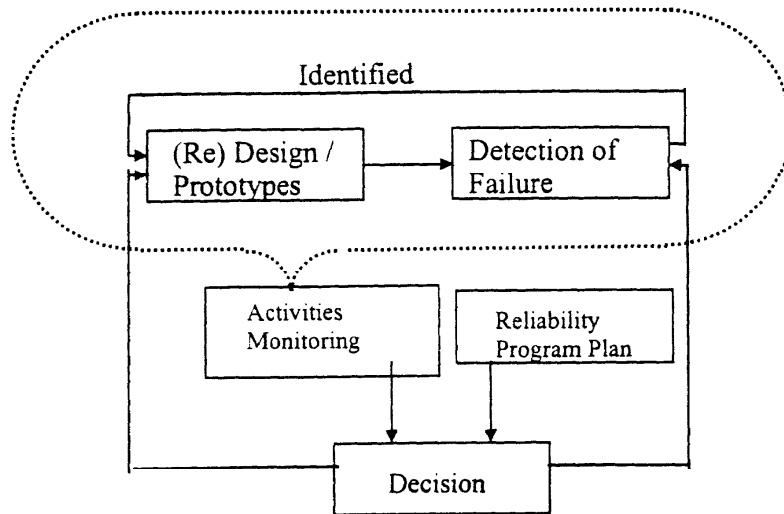 Identified
(Re) Design /
Prototypes
Detection of
Failure
Activities
Monitoring
Reliability
Program Plan
Decision